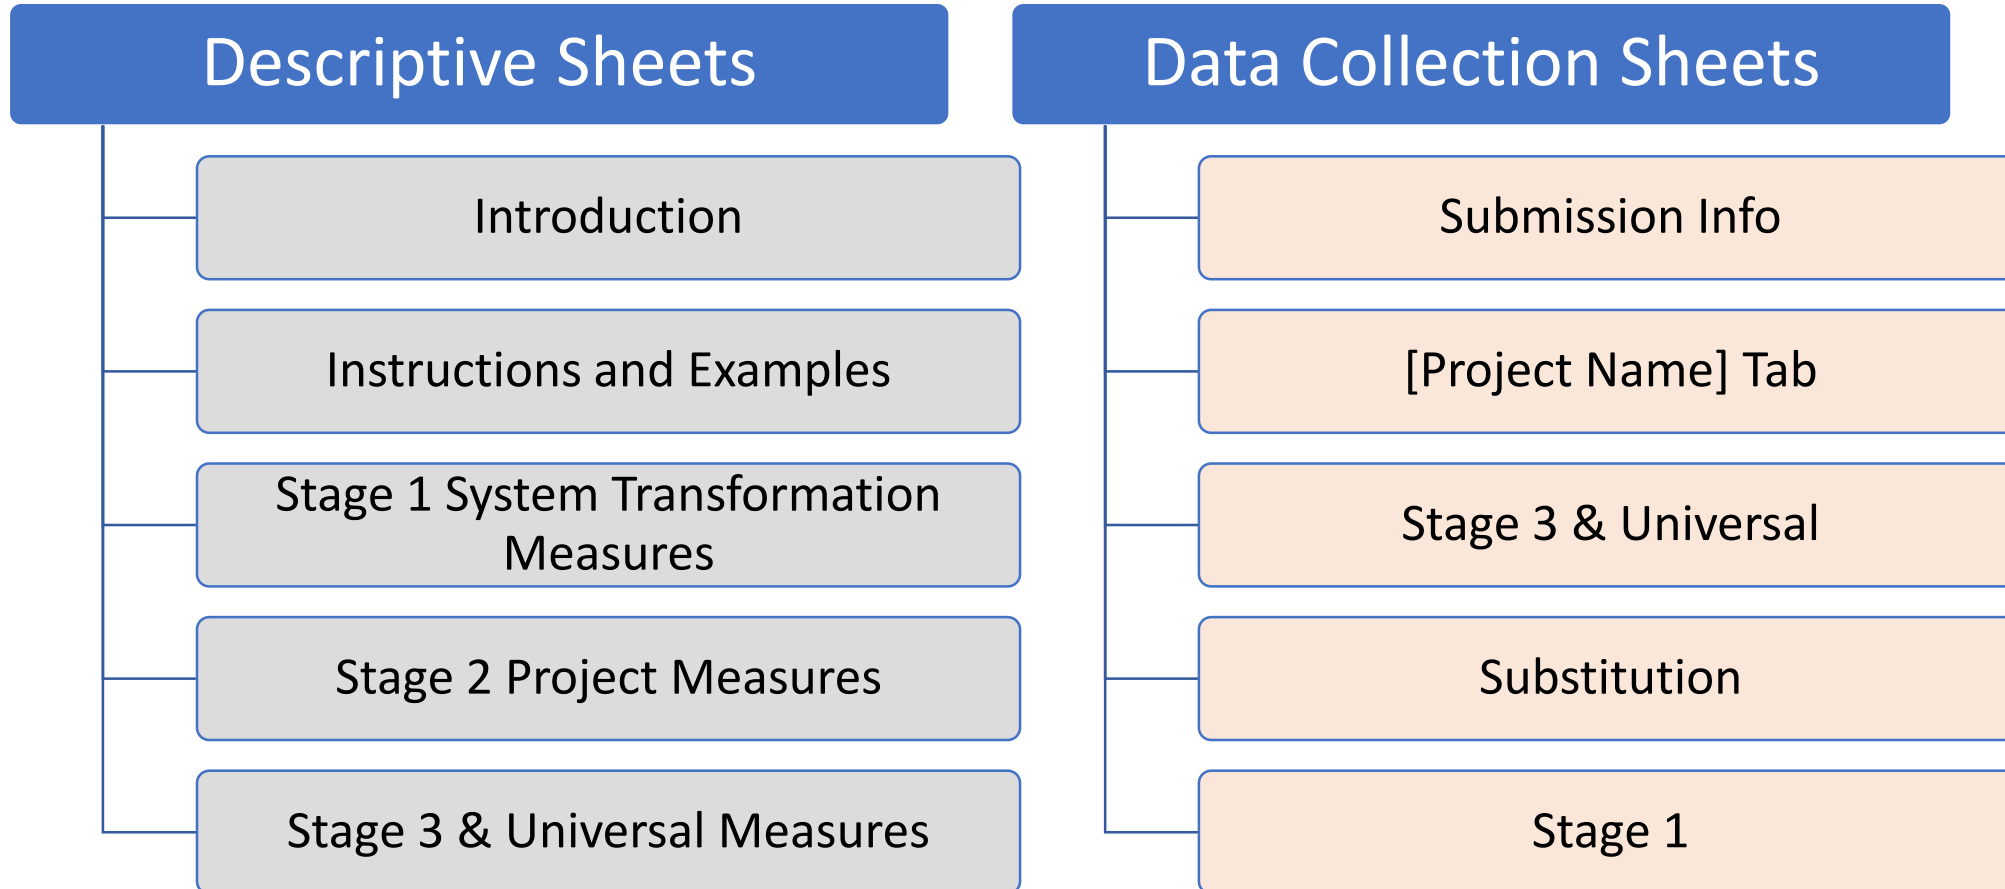 Descriptive Sheets
Introduction
Instructions and Examples
Stage 1 System Transformation
Measures
Stage 2 Project Measures
Stage 3 & Universal Measures
Data Collection Sheets
Submission Info
[Project Name] Tab
Stage 3 & Universal
Substitution
Stage 1